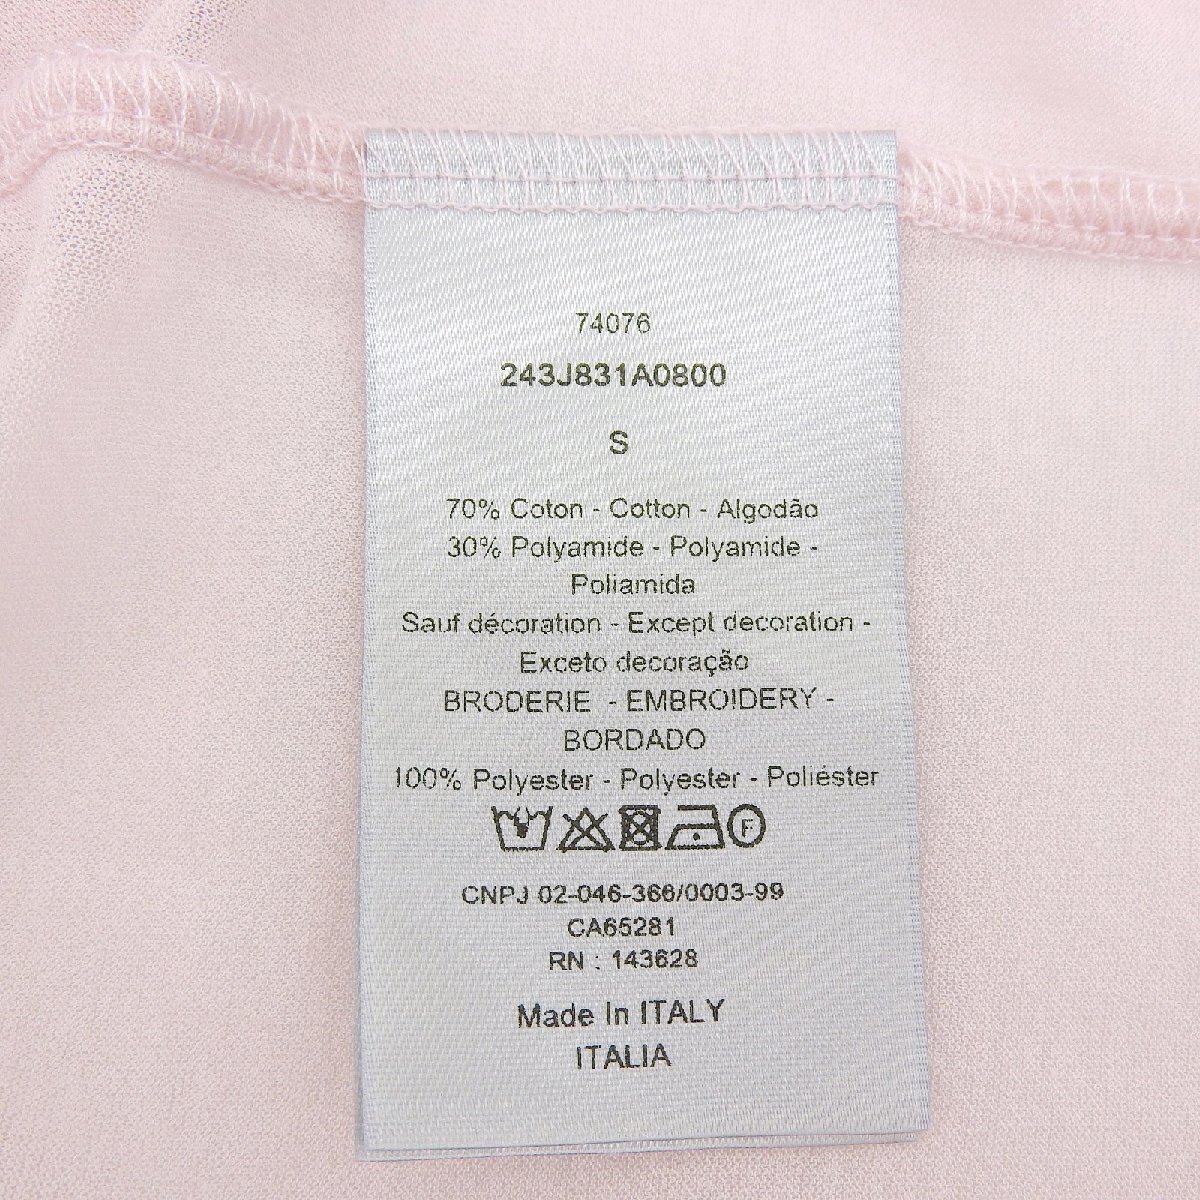 74076
243J831A0800
S
70% Coton - Cotton - Algodão
30% Polyamide - Polyamide -
Poliamida
Sauf décoration - Except decoration -
Exceto decoração
BRODERIE - EMBROIDERY -
BORDADO
100% Polyester - Polyester - Poliéster
F
CNPJ 02-046-366/0003-99
CA65281
RN : 143628
Made In ITALY
ITALIA